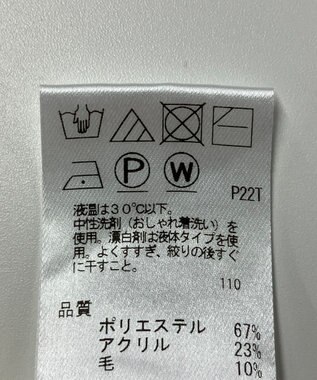 P W P22T
液温は30℃以下。
中性洗剤(おしゃれ着洗い)を
使用。漂白剤は液体タイプを使
用。よくすすぎ、絞りの後すぐ
に干すこと。
110
品質
ポリエステル 67%
アクリル 23%
毛 10%